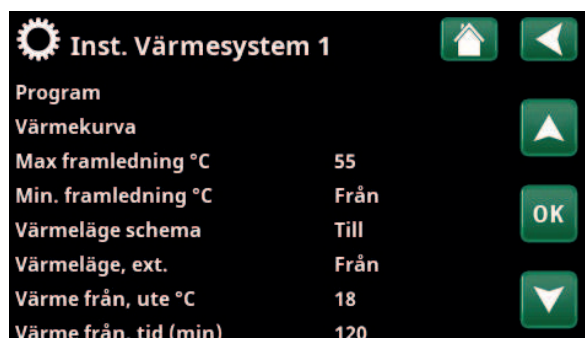 Inst. Värmesystem 1
Program
Värmekurva
Max framledning °C 55
Min. framledning °C Från
Värmeläge schema Till
Värmeläge, ext. Från
Värme från, ute °C 18
Värme från, tid (min) 120
OK